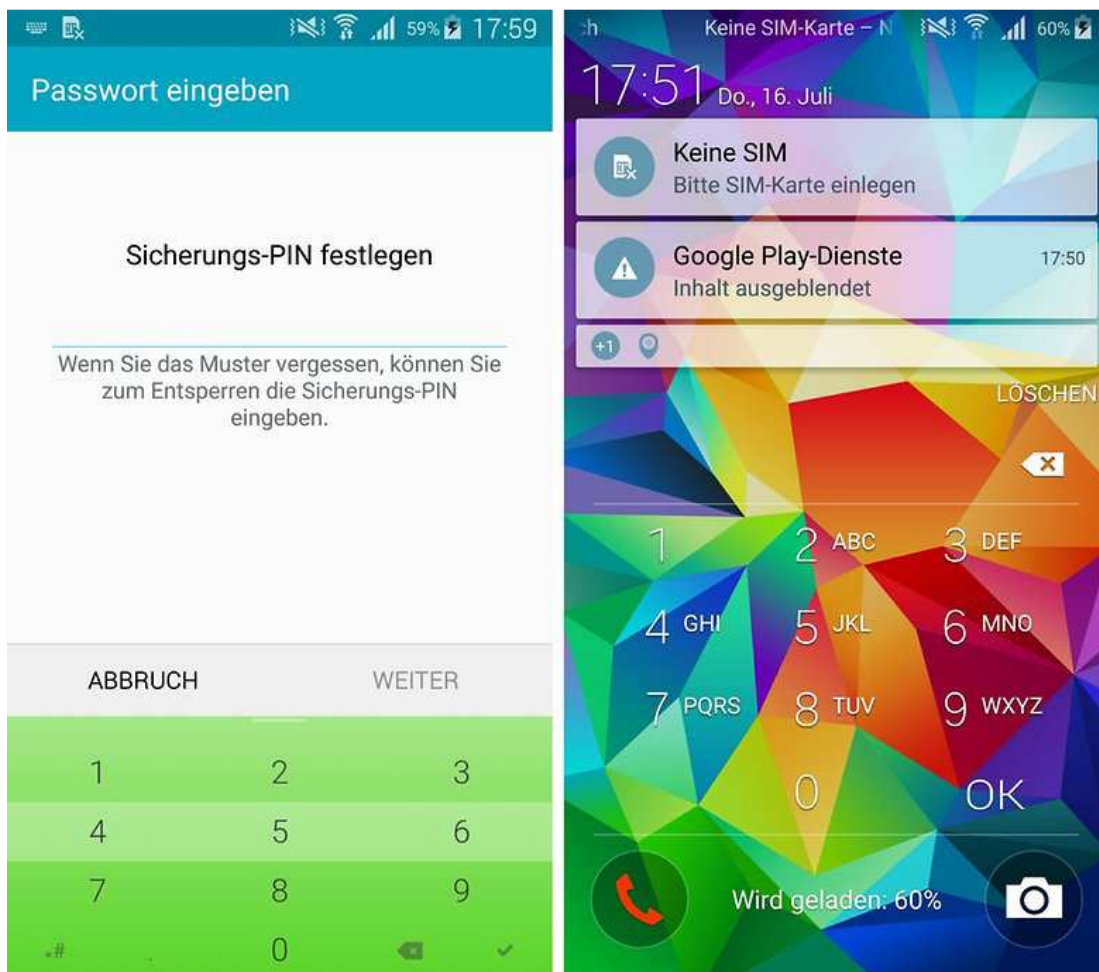 59% 17:59
Passwort eingeben
Sicherungs-PIN festlegen
Wenn Sie das Muster vergessen, können Sie
zum Entsperren die Sicherungs-PIN
eingeben.
ABBRUCH WEITER
1 2 3
4 5 6
7 8 9
.# . 0
ch Keine SIM-Karte – N 60%
17:51 Do., 16. Juli
Keine SIM
Bitte SIM-Karte einlegen
Google Play-Dienste 17:50
Inhalt ausgeblendet
+1
LÖSCHEN
1 2 ABC 3 DEF
4 GHI 5 JKL 6 MNO
7 PQRS 8 TUV 9 WXYZ
0 OK
Wird geladen: 60%